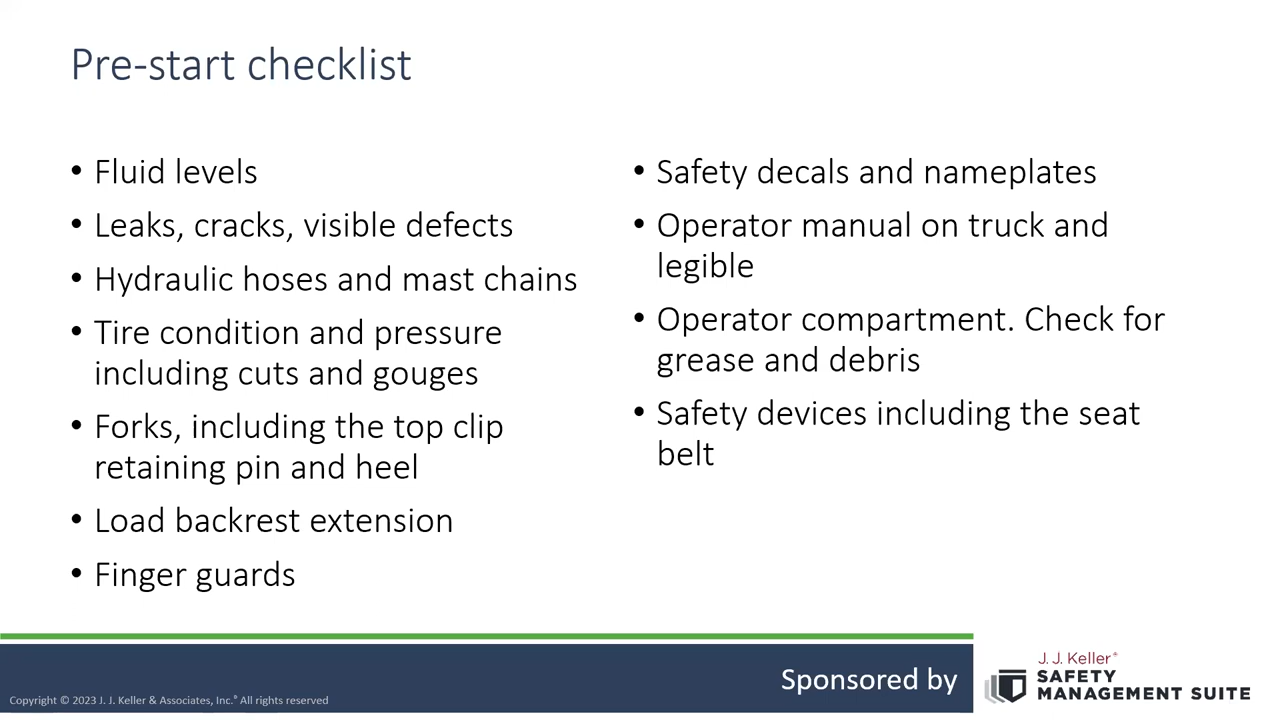 Pre-start checklist
• Fluid levels
• Leaks, cracks, visible defects
• Hydraulic hoses and mast chains
• Tire condition and pressure
including cuts and gouges
• Forks, including the top clip
retaining pin and heel
• Load backrest extension
• Finger guards
• Safety decals and nameplates
• Operator manual on truck and
legible
• Operator compartment. Check for
grease and debris
• Safety devices including the seat
belt
Sponsored by
J. J. Keller®
SAFETY
MANAGEMENT SUITE
Copyright © 2023 J. J. Keller & Associates, Inc.® All rights reserved